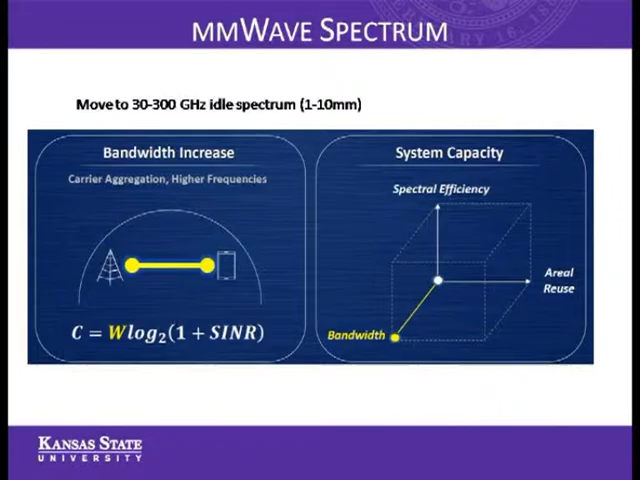 MMWAVE SPECTRUM
Move to 30-300 GHz idle spectrum (1-10mm)
Bandwidth Increase
Carrier Aggregation, Higher Frequencies
C = Wlog₂(1 + SINR)
System Capacity
Spectral Efficiency
Areal
Reuse
Bandwidth
KANSAS STATE
UNIVERSITY